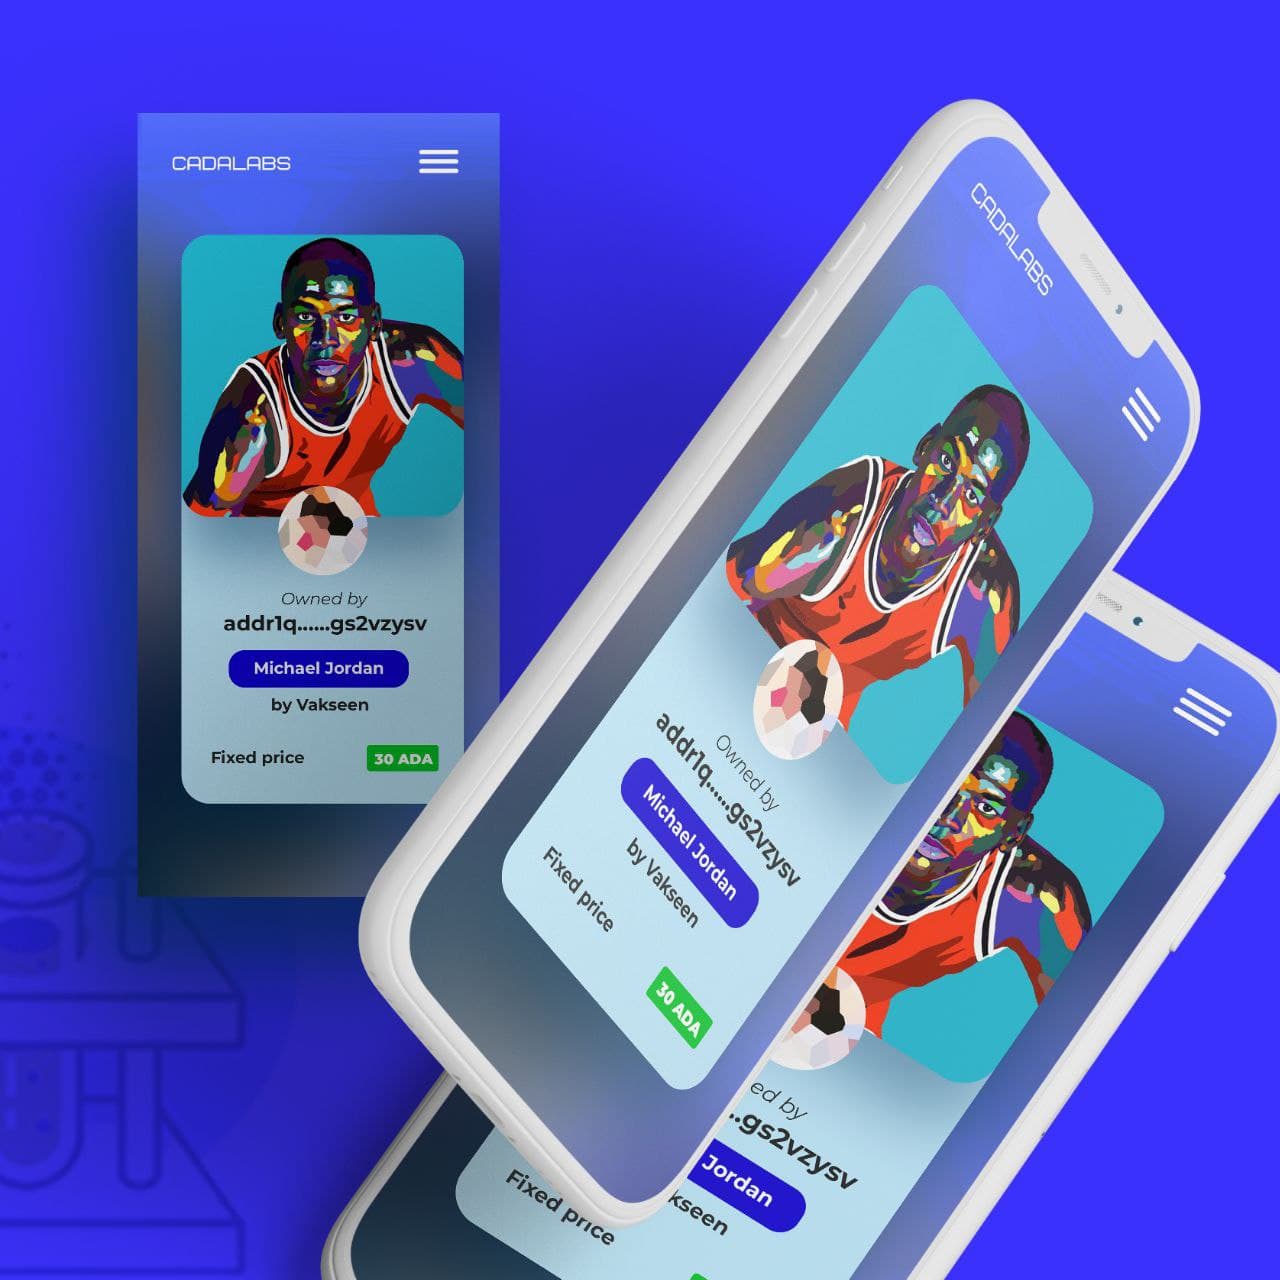 CADALABS
Owned by
addr1q......gs2vzysv
Michael Jordan
by Vakseen
Fixed price
30 ADA
CADALABS
Owned by
addr1q......gs2vzysv
Michael Jordan
by Vakseen
Fixed price
30 ADA
ed by
..gs2vzysv
Jordan
kseen
Fixed price